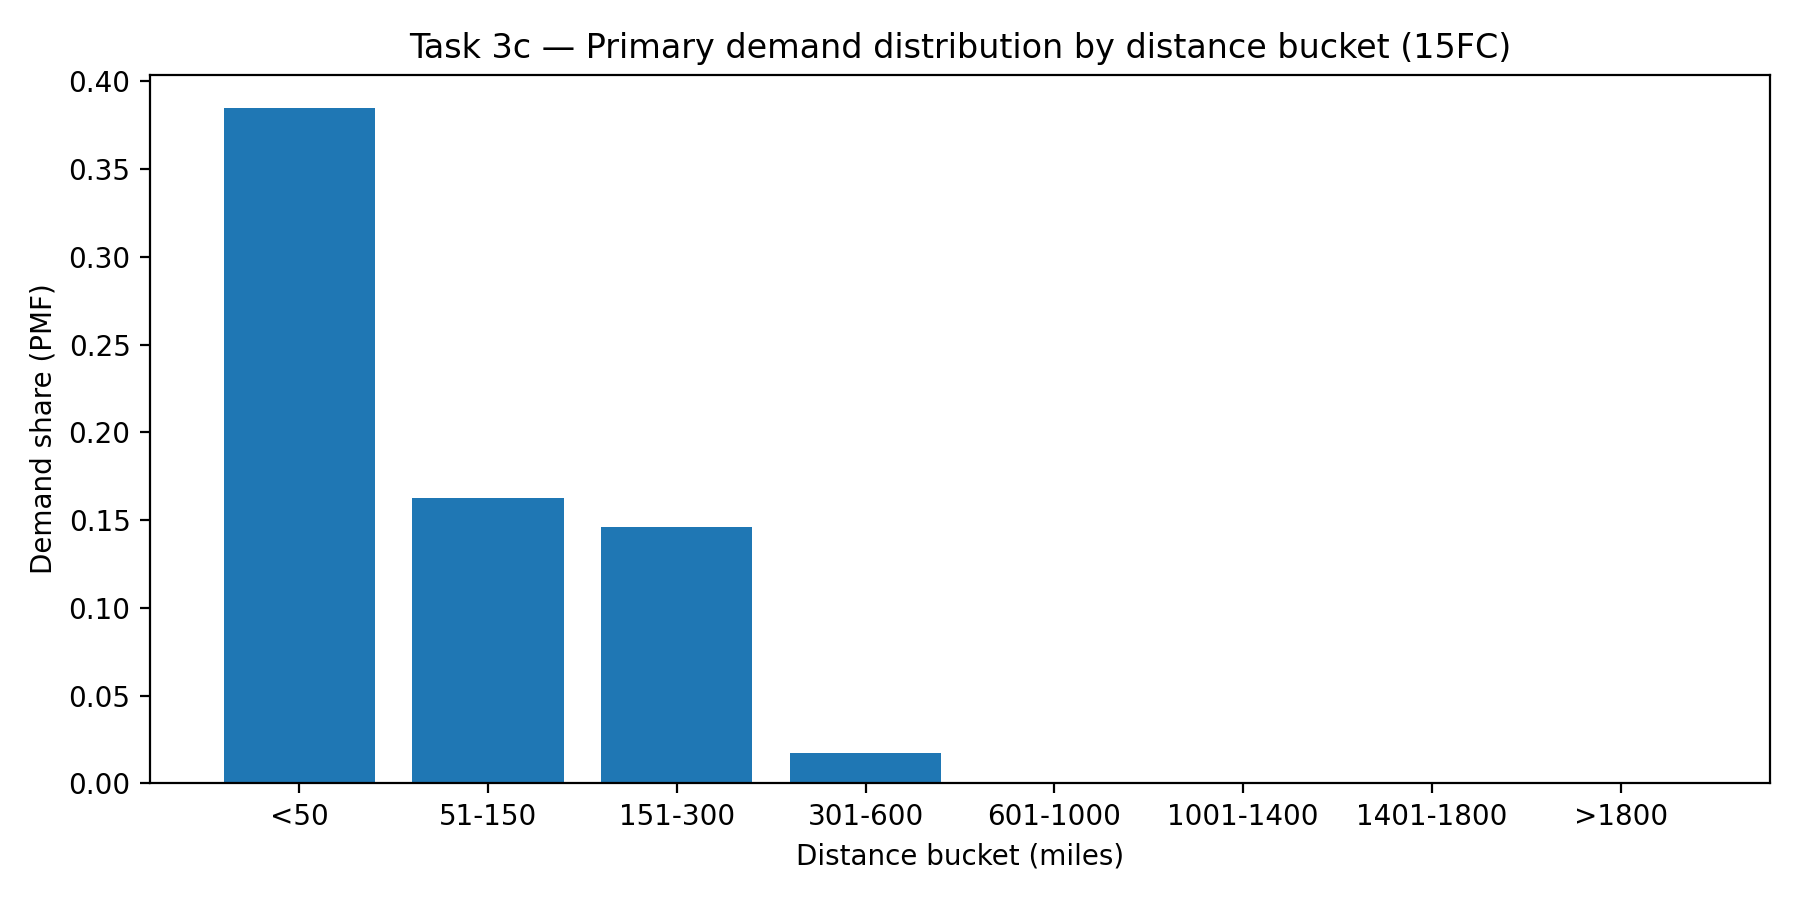 Task 3c — Primary demand distribution by distance bucket (15FC)
Demand share (PMF)
0.40
0.35
0.30
0.25
0.20
0.15
0.10
0.05
0.00
<50 51-150 151-300 301-600 601-1000 1001-1400 1401-1800 >1800
Distance bucket (miles)